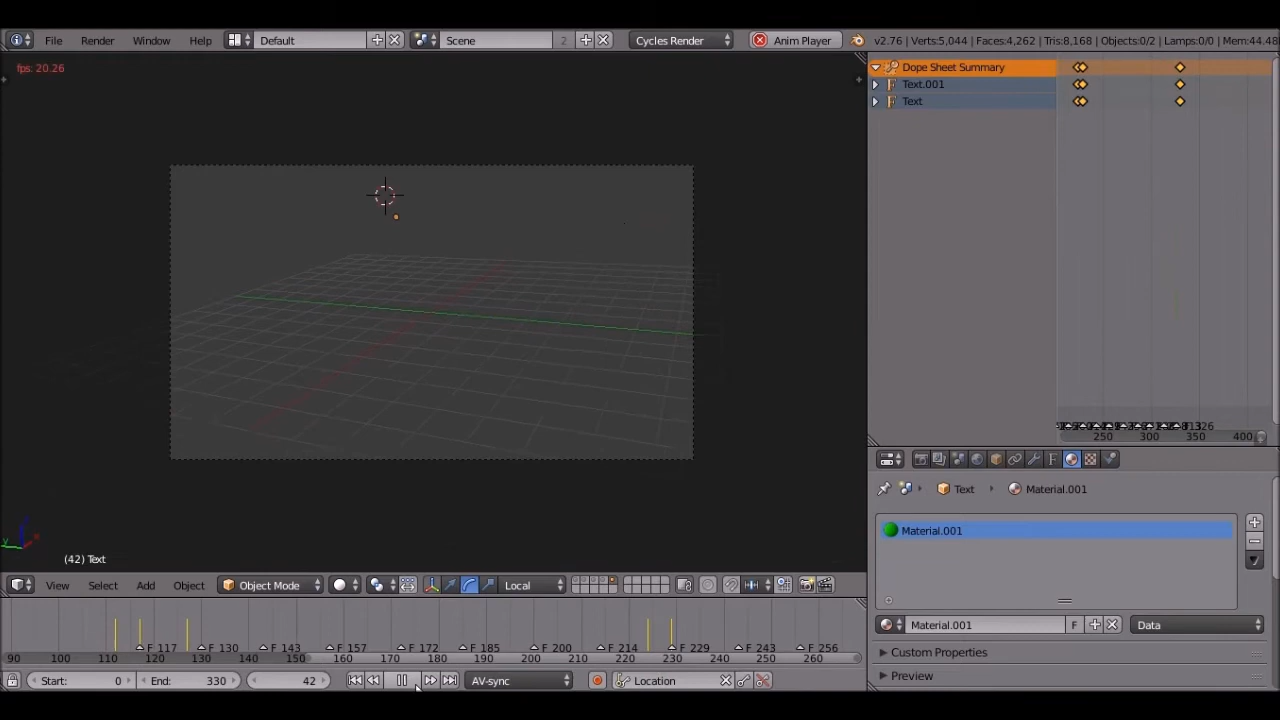 File Render Window Help Default Scene 2 Cycles Render Anim Player v2.76 | Verts:5,044 | Faces:4,262 | Tris:8,168 | Objects:0/2 | Lamps:0/0 | Mem:44.48
fps: 20.26
Dope Sheet Summary
Text.001
Text
250 300 350 400
Text Material.001
Material.001
(42) Text
View Select Add Object Object Mode Local
Material.001 F Data
F 117 F 130 F 143 F 157 F 172 F 185 F 200 F 214 F 229 F 243 F 256
90 100 110 120 130 140 150 160 170 180 190 200 210 220 230 240 250 260
Custom Properties
Preview
Start: 0 End: 330 42 AV-sync Location